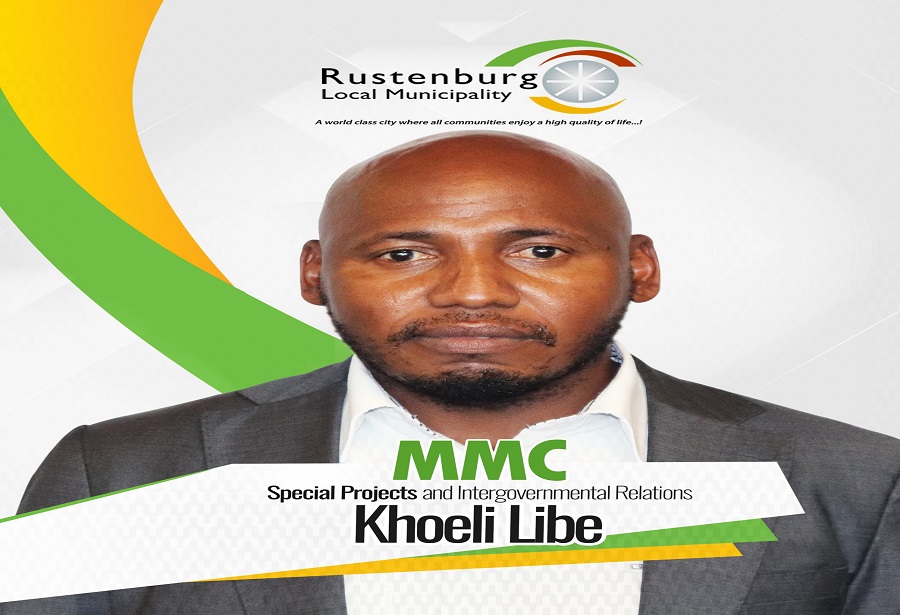 Rustenburg
Local Municipality
A world class city where all communities enjoy a high quality of life...!
MMC
Special Projects and Intergovernmental Relations
Khoeli Libe